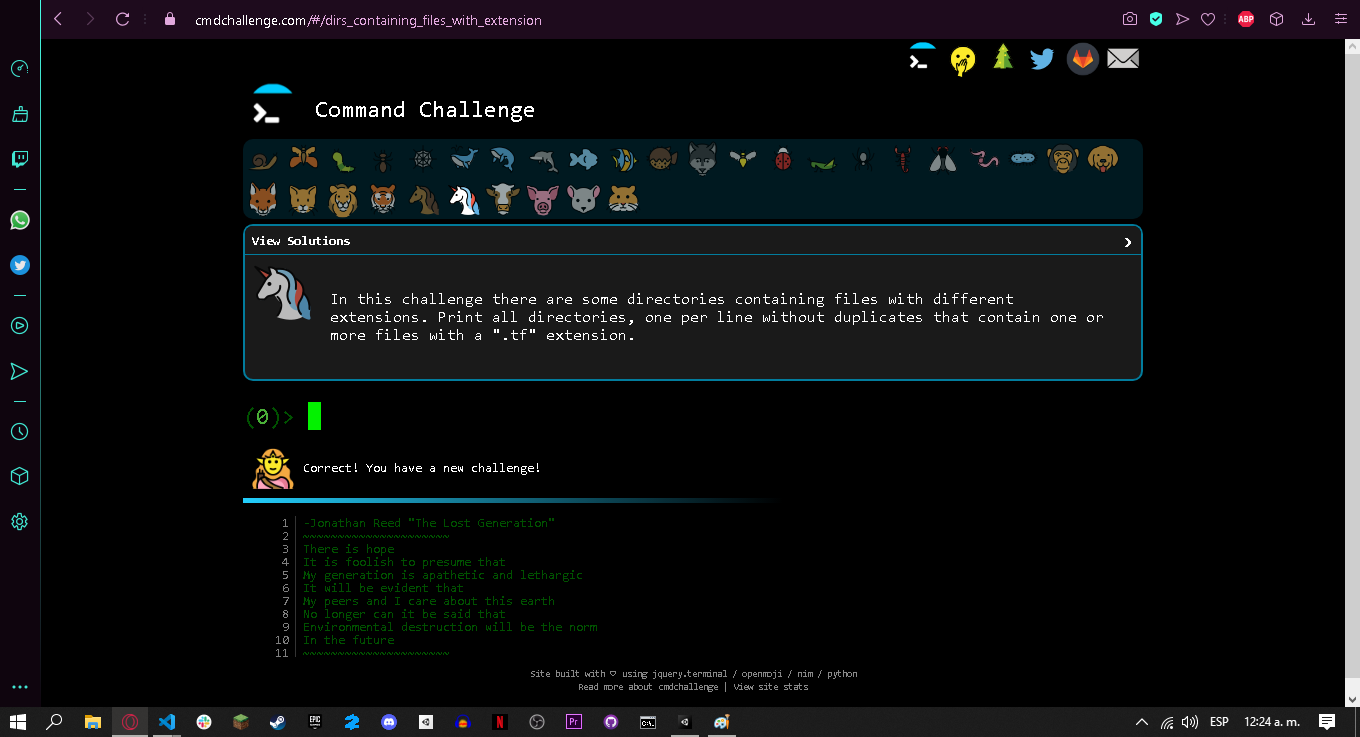 cmdchallenge.com/#/dirs_containing_files_with_extension
ABP
Command Challenge
View Solutions
In this challenge there are some directories containing files with different
extensions. Print all directories, one per line without duplicates that contain one or
more files with a ".tf" extension.
(0)>
Correct! You have a new challenge!
1 -Jonathan Reed "The Lost Generation"
2 ~~~~~~~~~~~~~~~~~~~~~
3 There is hope
4 It is foolish to presume that
5 My generation is apathetic and lethargic
6 It will be evident that
7 My peers and I care about this earth
8 No longer can it be said that
9 Environmental destruction will be the norm
10 In the future
11 ~~~~~~~~~~~~~~~~~~~~~
Site built with ♡ using jquery.terminal / openmoji / nim / python
Read more about cmdchallenge | View site stats
EPIC
N
Pr
C:\.
ESP
12:24 a. m.